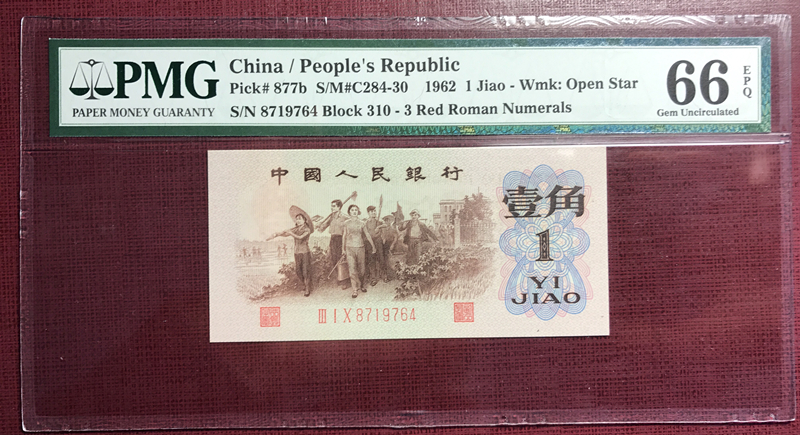 PMG
PAPER MONEY GUARANTY
China / People's Republic
Pick# 877b S/M#C284-30 1962 1 Jiao - Wmk: Open Star
S/N 8719764 Block 310 - 3 Red Roman Numerals
66 EPQ
Gem Uncirculated
中國人民銀行
壹角
1
YI
JIAO
III I X 8719764